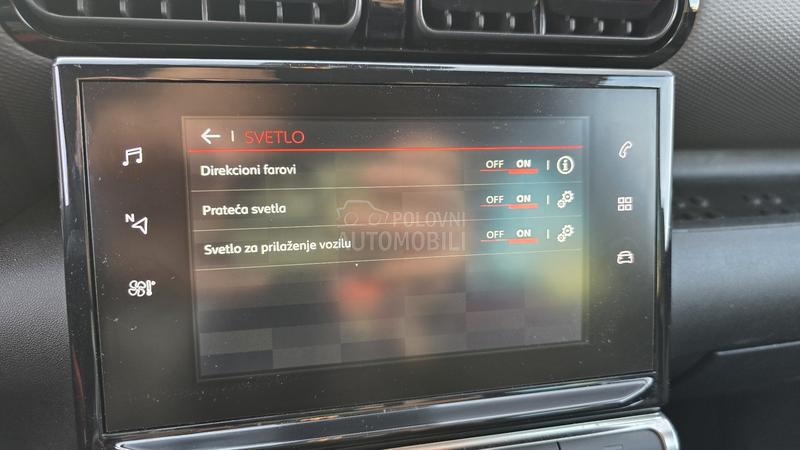 SVETLO
Direkcioni farovi OFF ON
Prateća svetla OFF ON
Svetlo za prilaženje vozilu OFF ON
POLOVNI
AUTOMOBILI
N